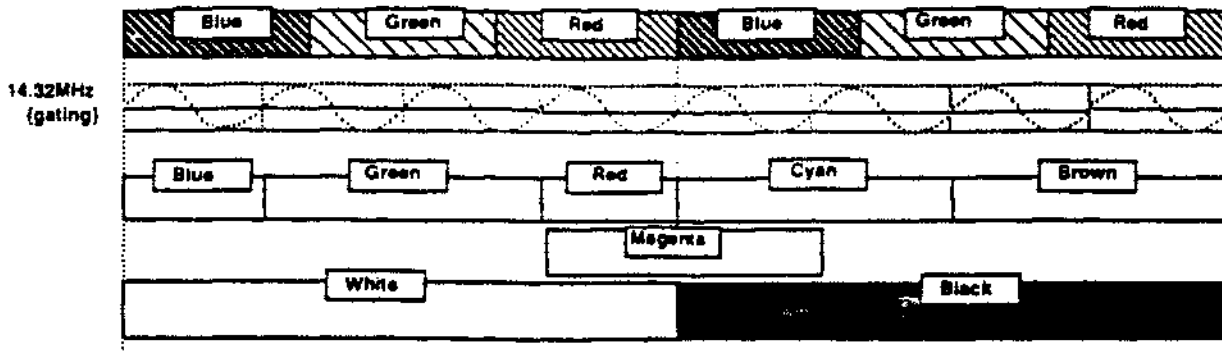 Blue Green Red Blue Green Red
14.32MHz
{gating}
Blue Green Red Cyan Brown
Magenta
White Black